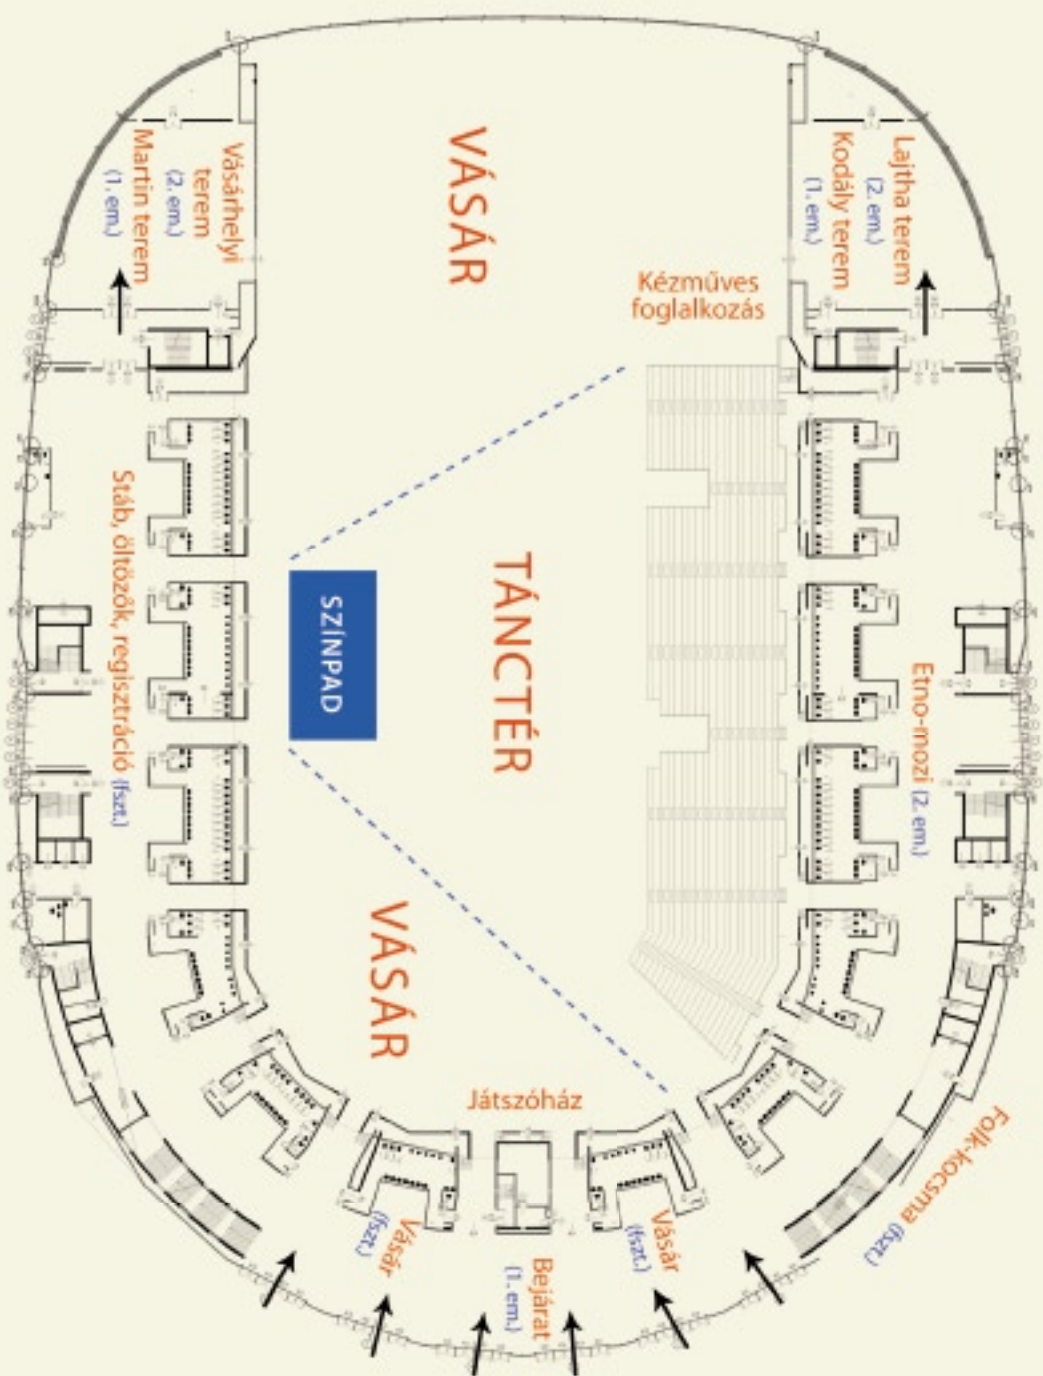 VÁSÁR
Lajtha terem
(2. em.)
Kodály terem
(1. em.)
Vásárhelyi
terem
(2. em.)
Martin terem
(1. em.)
Kézműves
foglalkozás
TÁNCTÉR
SZÍNPAD
Stáb, öltözők, regisztráció (fszt.)
Etno-mozi (2. em.)
VÁSÁR
Játszóház
Folk-kocsma (fszt.)
Vásár
(fszt.)
Bejárat
(1. em.)
Vásár
(fszt.)